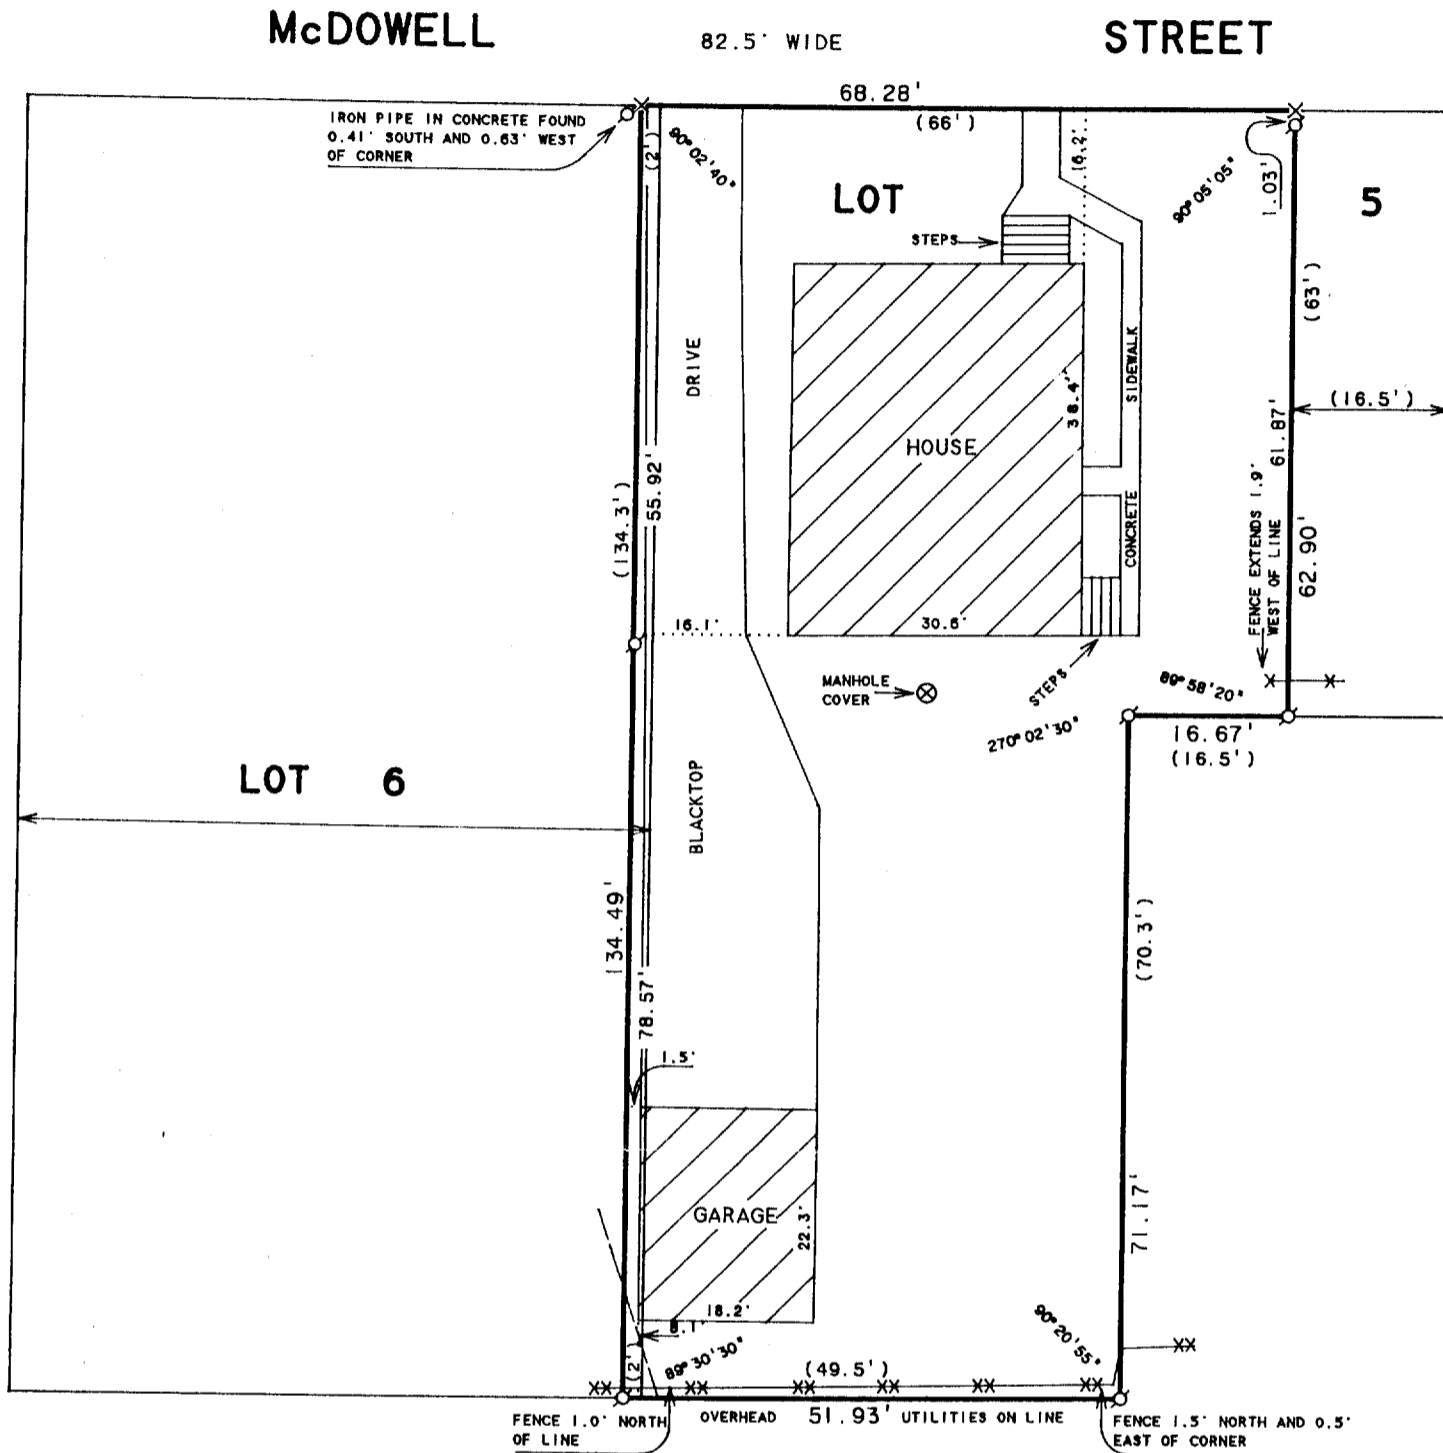 McDOWELL 82.5' WIDE STREET
68.28'
(66')
IRON PIPE IN CONCRETE FOUND
0.41' SOUTH AND 0.63' WEST
OF CORNER
(2')
90° 02'40"
16.2'
90° 05'05"
1.03'
LOT 5
STEPS
(63')
DRIVE
SIDEWALK
38.4'
(16.5')
HOUSE
61.87'
55.92'
(134.3')
CONCRETE
FENCE EXTENDS 1.9'
WEST OF LINE
62.90'
16.1'
30.6'
MANHOLE
COVER
STEPS
89° 58'20"
270° 02'30"
16.67'
(16.5')
LOT 6
BLACKTOP
134.49'
(70.3')
78.57'
1.5'
71.17'
GARAGE
22.3'
18.2'
8.1'
(2')
89° 30'30"
(49.5')
90° 20'55"
FENCE 1.0' NORTH
OF LINE
OVERHEAD 51.93' UTILITIES ON LINE
FENCE 1.5' NORTH AND 0.5'
EAST OF CORNER